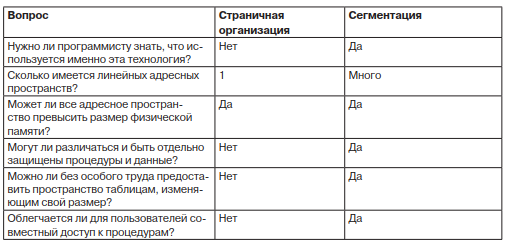 Вопрос Страничная Сегментация
организация
Нужно ли программисту знать, что ис- Нет Да
пользуется именно эта технология?
Сколько имеется линейных адресных 1 Много
пространств?
Может ли все адресное простран- Да Да
ство превысить размер физической
памяти?
Могут ли различаться и быть отдельно Нет Да
защищены процедуры и данные?
Можно ли без особого труда предоста- Нет Да
вить пространство таблицам, изменяю-
щим свой размер?
Облегчается ли для пользователей со- Нет Да
вместный доступ к процедурам?